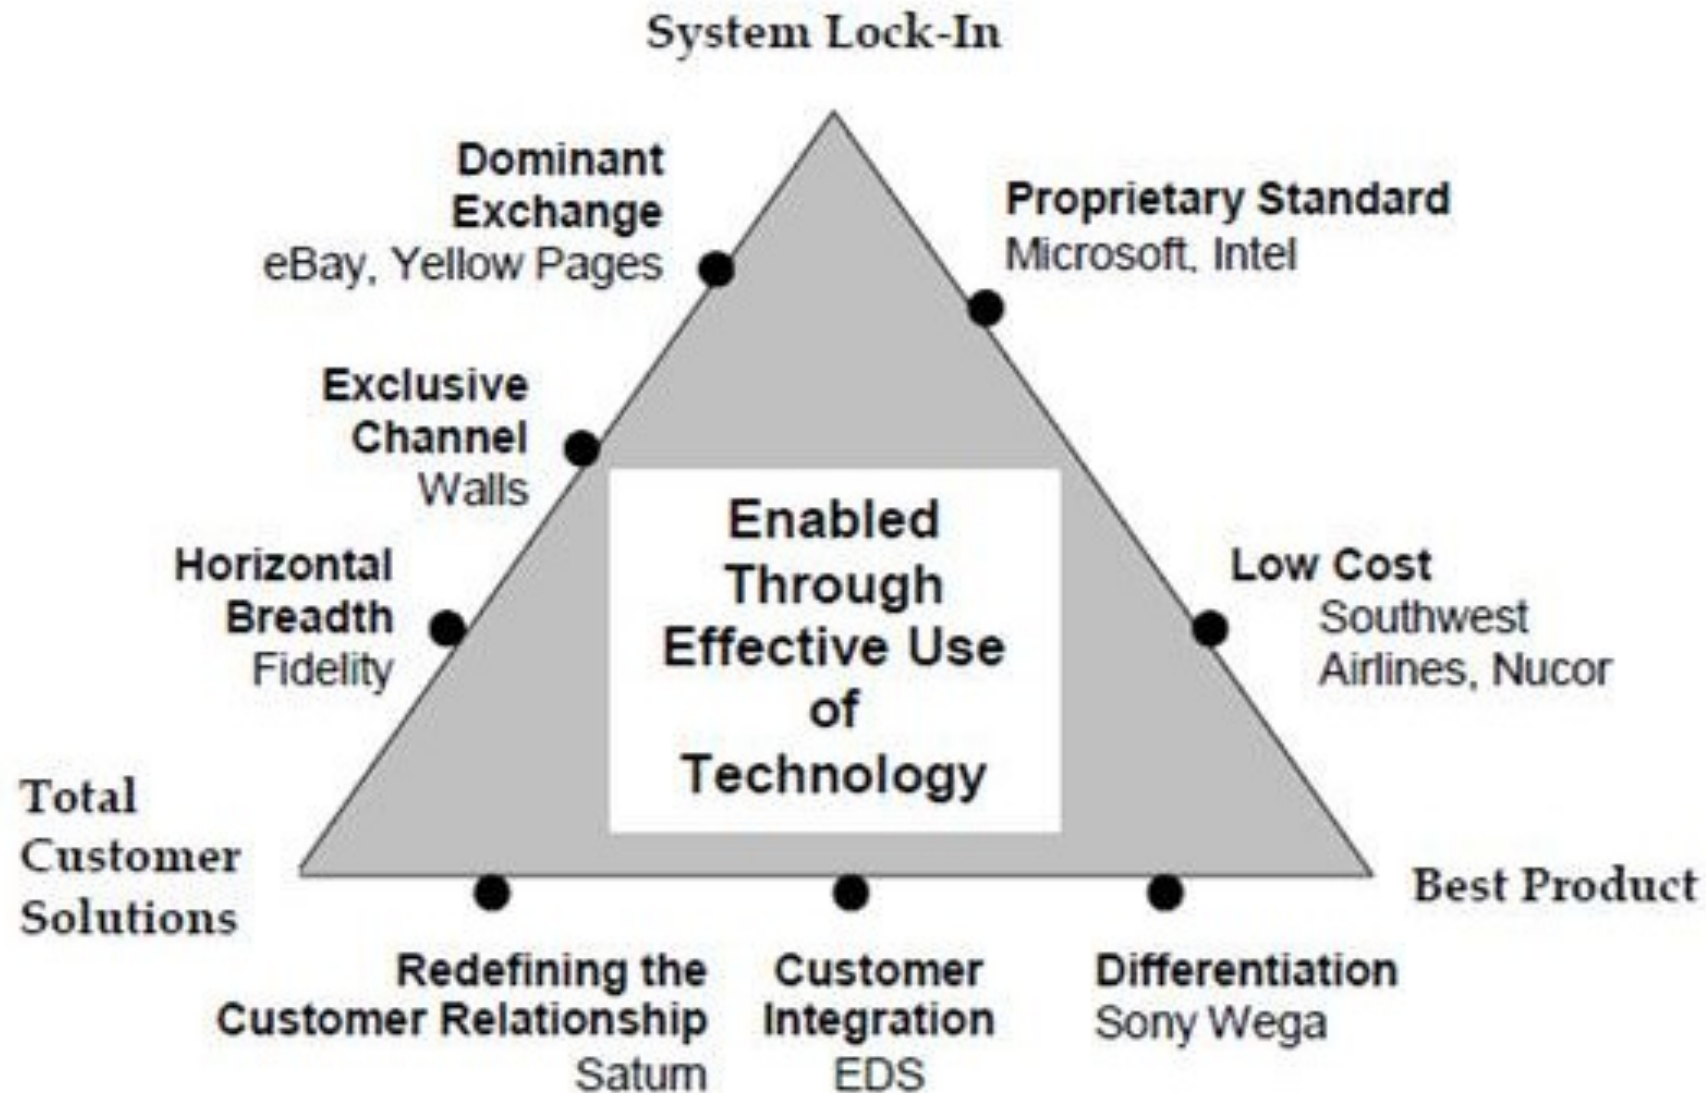 System Lock-In
Dominant
Exchange
eBay, Yellow Pages
Proprietary Standard
Microsoft, Intel
Exclusive
Channel
Walls
Horizontal
Breadth
Fidelity
Enabled
Through
Effective Use
of
Technology
Low Cost
Southwest
Airlines, Nucor
Total
Customer
Solutions
Best Product
Redefining the
Customer Relationship
Saturn
Customer
Integration
EDS
Differentiation
Sony Wega